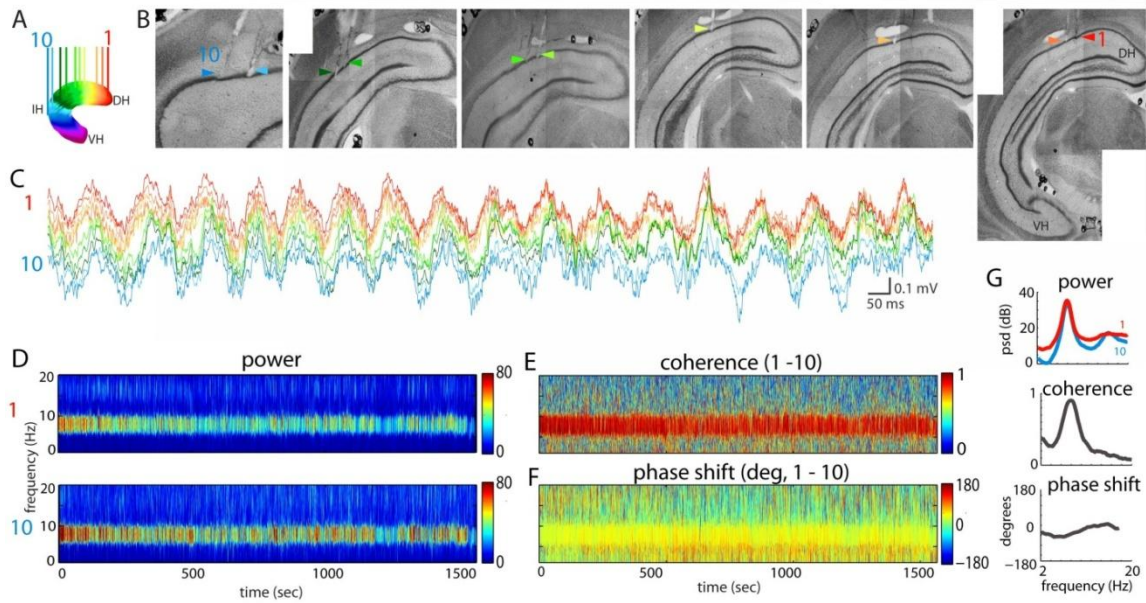 A
10
1
IH
DH
VH
B
10
1
DH
VH
C
1
10
0.1 mV
50 ms
D
power
1
20
10
0
80
0
10
20
10
0
80
0
frequency (Hz)
0 500 1000 1500
time (sec)
E
coherence (1 -10)
1
0
F
phase shift (deg, 1 - 10)
180
90
0
-90
-180
0 500 1000 1500
time (sec)
G
power
psd (dB)
40
20
0
1
10
coherence
1
0
phase shift
degrees
180
0
-180
2 20
frequency (Hz)